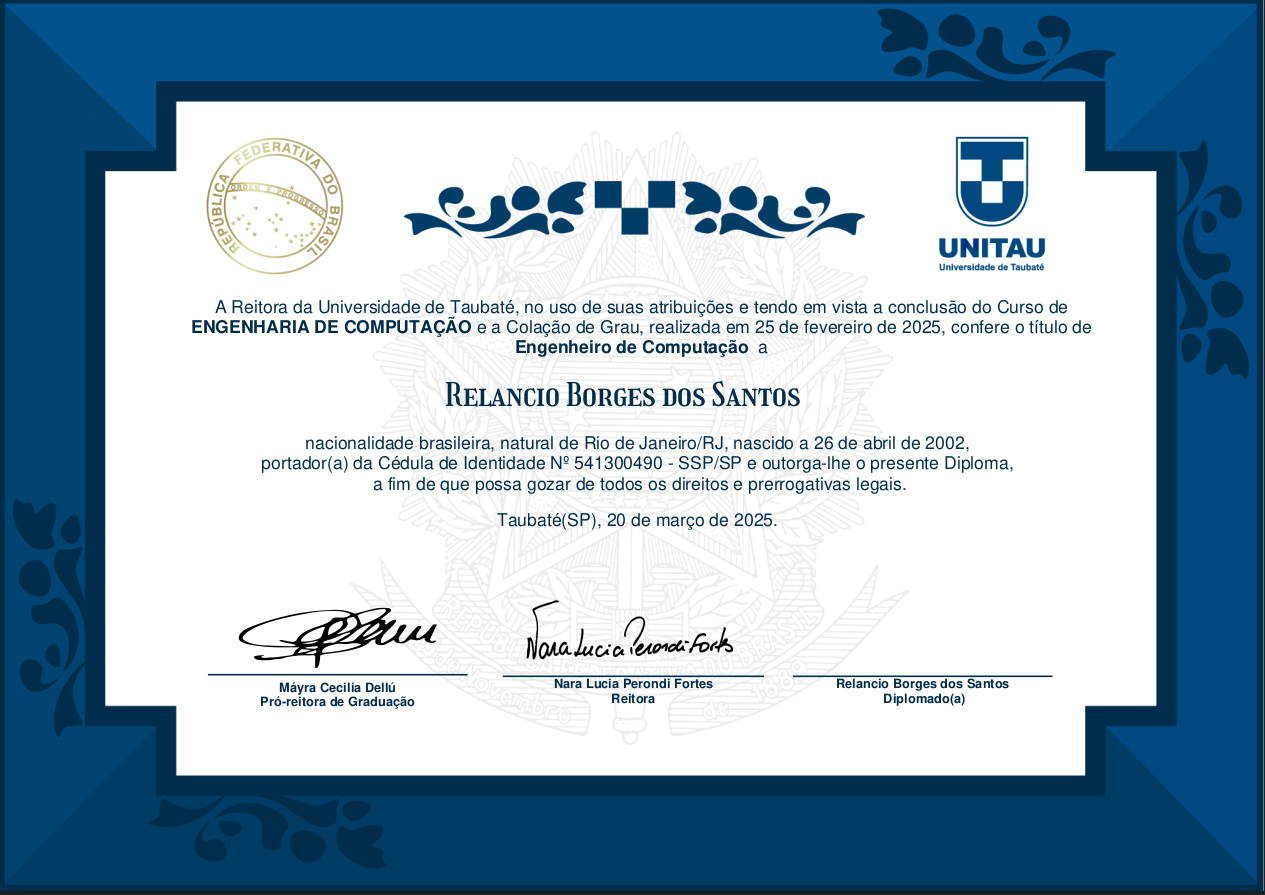 REPÚBLICA FEDERATIVA DO BRASIL
ORDEM E PROGRESSO
UNITAU
Universidade de Taubaté
A Reitora da Universidade de Taubaté, no uso de suas atribuições e tendo em vista a conclusão do Curso de
ENGENHARIA DE COMPUTAÇÃO e a Colação de Grau, realizada em 25 de fevereiro de 2025, confere o título de
Engenheiro de Computação a
Relancio Borges dos Santos
nacionalidade brasileira, natural de Rio de Janeiro/RJ, nascido a 26 de abril de 2002,
portador(a) da Cédula de Identidade Nº 541300490 - SSP/SP e outorga-lhe o presente Diploma,
a fim de que possa gozar de todos os direitos e prerrogativas legais.
Taubaté(SP), 20 de março de 2025.
Nara Lucia Perondi Fortes
Máyra Cecilia Dellú
Pró-reitora de Graduação
Nara Lucia Perondi Fortes
Reitora
Relancio Borges dos Santos
Diplomado(a)